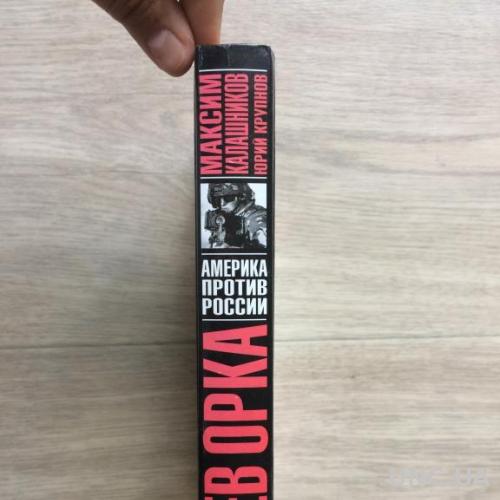 МАКСИМ
КАЛАШНИКОВ
ЮРИЙ КРУПНОВ
АМЕРИКА
ПРОТИВ
РОССИИ
ЕВ ОРКА